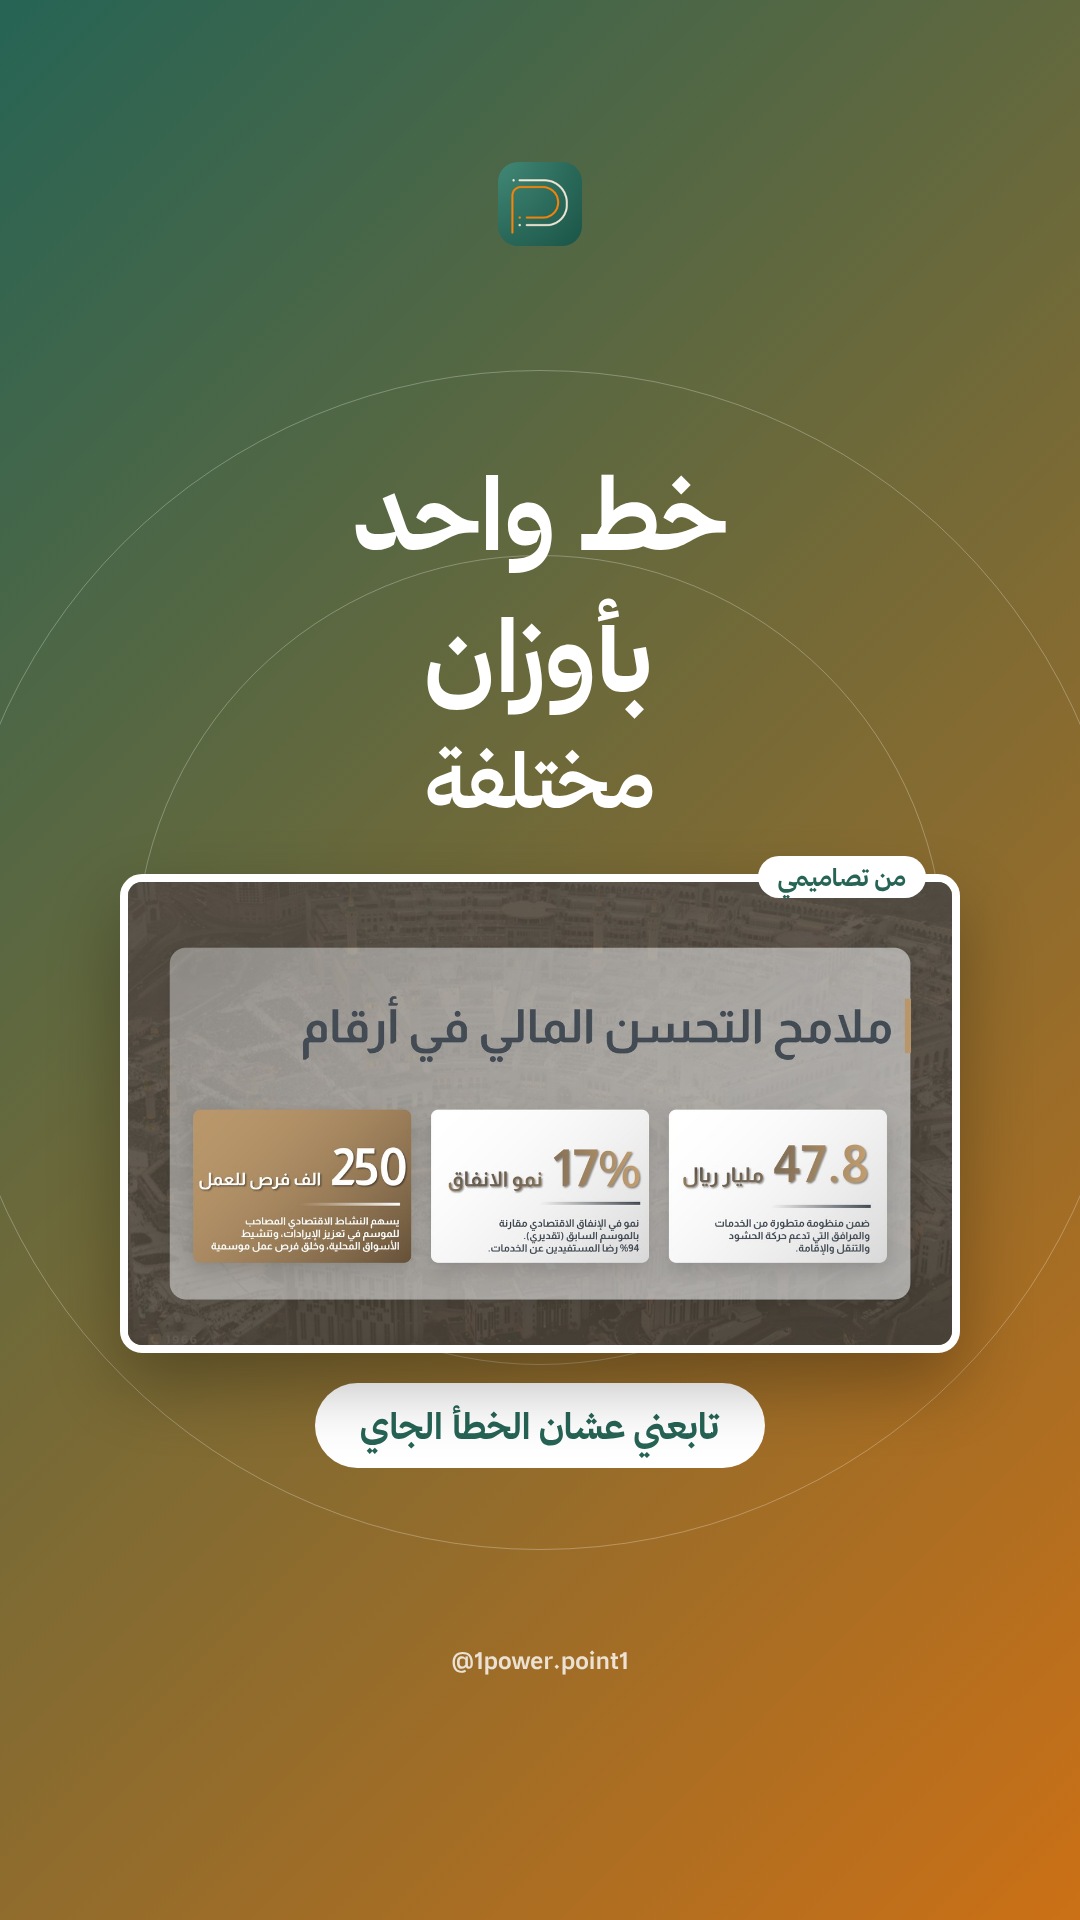 خط واحد
بأوزان
مختلفة
من تصاميمي
ملامح التحسن المالي في أرقام
47.8 مليار ريال
ضمن منظومة متطورة من الخدمات
والمرافق التي تدعم حركة الحشود
والتنقل والإقامة.
17% نمو الانفاق
نمو في الإنفاق الاقتصادي مقارنة
بالموسم السابق (تقديري).
94% رضا المستفيدين عن الخدمات.
250 الف فرص للعمل
يسهم النشاط الاقتصادي المصاحب
للموسم في تعزيز الإيرادات، وتنشيط
الأسواق المحلية، وخلق فرص عمل موسمية
تابعني عشان الخطأ الجاي
@1power.point1